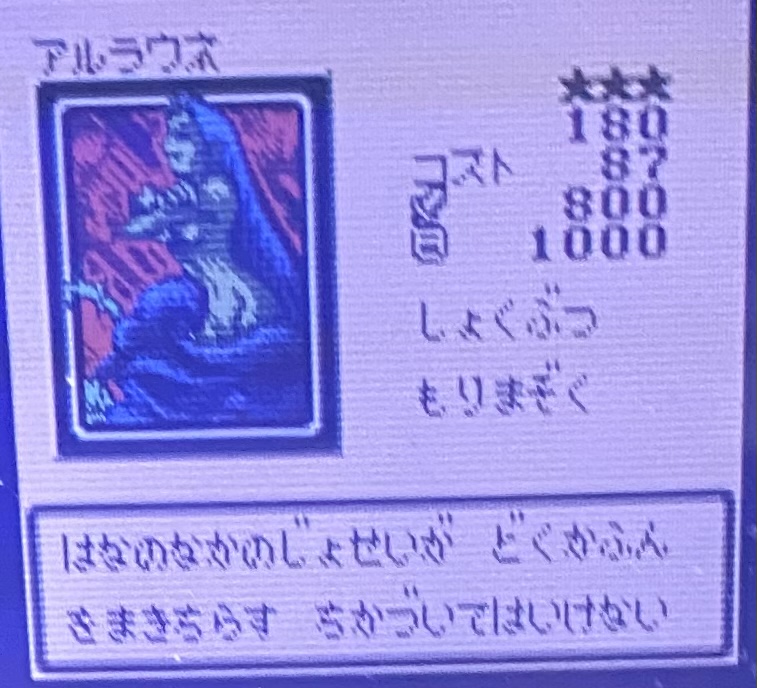 アルラウネ
★★★
180
コスト 87
攻 800
守 1000
しょくぶつ
もりまぞく
はなのなかのじょせいが どくかふん
をまきちらす ちかづいてはいけない